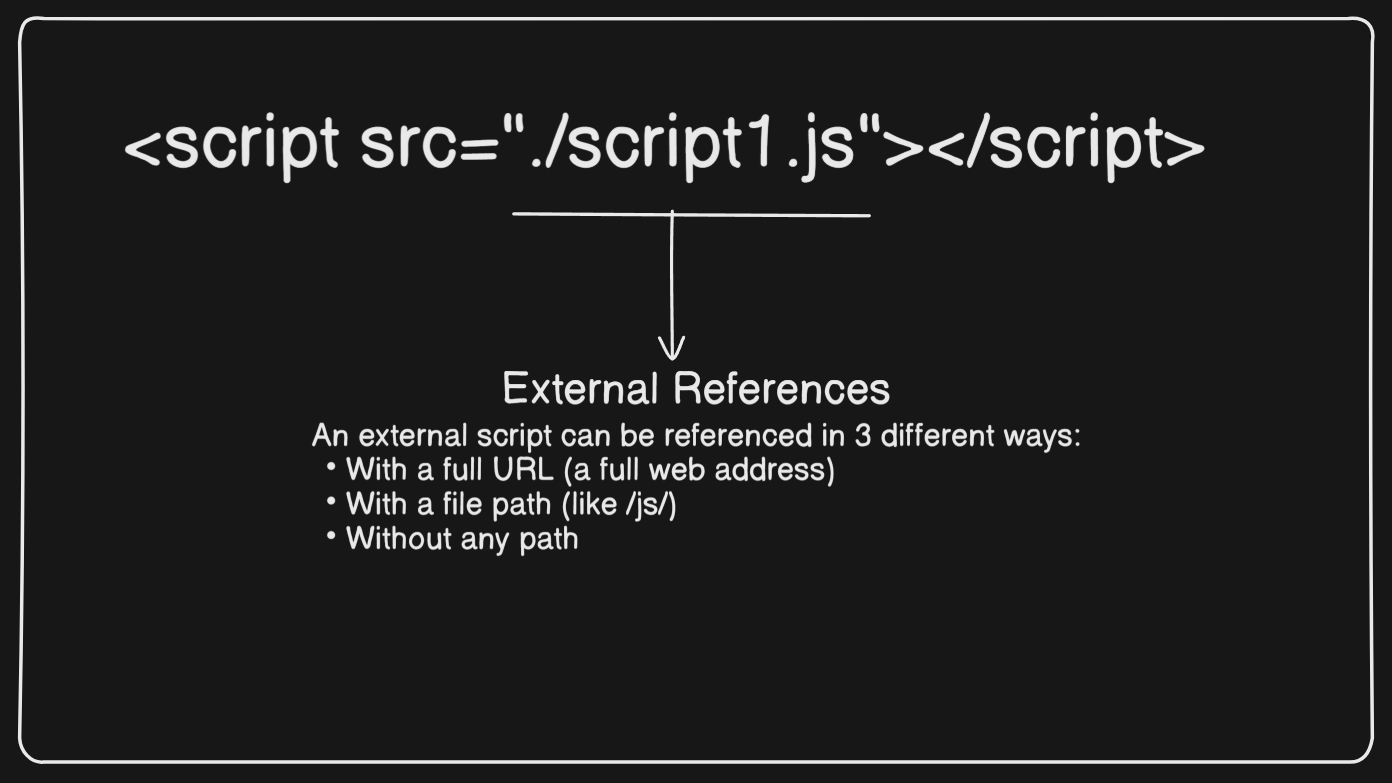 <script src="./script1.js"></script>
External References
An external script can be referenced in 3 different ways:
• With a full URL (a full web address)
• With a file path (like /js/)
• Without any path